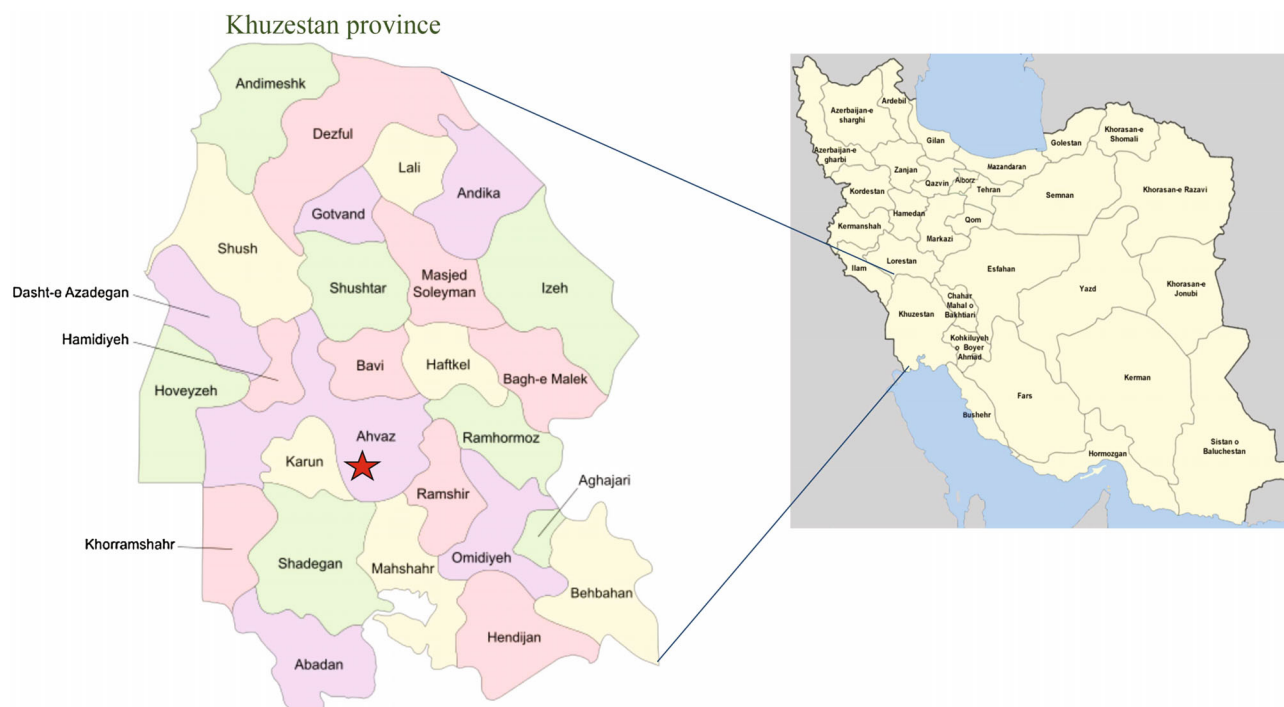 Khuzestan province
Andimeshk
Dezful
Lali
Andika
Gotvand
Shush
Shushtar
Masjed
Soleyman
Izeh
Dasht-e Azadegan
Hamidiyeh
Bavi
Haftkel
Bagh-e Malek
Hoveyzeh
Ahvaz
Ramhormoz
Karun
Ramshir
Aghajari
Khorramshahr
Shadegan
Mahshahr
Omidiyeh
Behbahan
Hendijan
Abadan
Azerbaijan-e
sharghi
Ardebil
Azerbaijan-e
gharbi
Gilan
Zanjan
Mazandaran
Golestan
Khorasan-e
Shomali
Kordestan
Qazvin
Alborz
Tehran
Semnan
Khorasan-e Razavi
Hamedan
Qom
Kermanshah
Markazi
Lorestan
Ilam
Esfahan
Yazd
Khorasan-e
Jonubi
Khuzestan
Chahar
Mahal o
Bakhtiari
Kohkiluyeh
o Boyer
Ahmad
Fars
Kerman
Bushehr
Hormozgan
Sistan o
Baluchestan